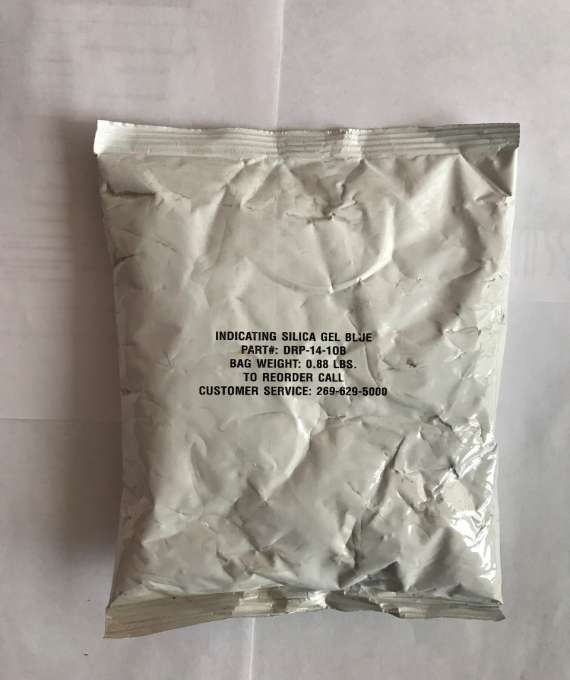 INDICATING SILICA GEL BLUE
PART#: DRP-14-10B
BAG WEIGHT: 0.88 LBS.
TO REORDER CALL
CUSTOMER SERVICE: 269-629-5000